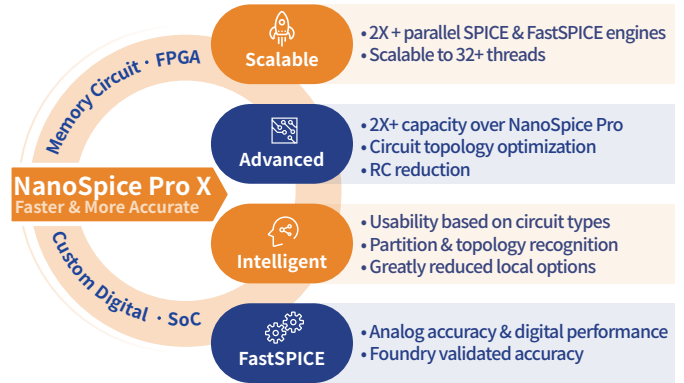 Memory Circuit · FPGA
NanoSpice Pro X
Faster & More Accurate
Custom Digital · SoC
Scalable
• 2X + parallel SPICE & FastSPICE engines
• Scalable to 32+ threads
Advanced
• 2X+ capacity over NanoSpice Pro
• Circuit topology optimization
• RC reduction
Intelligent
• Usability based on circuit types
• Partition & topology recognition
• Greatly reduced local options
FastSPICE
• Analog accuracy & digital performance
• Foundry validated accuracy